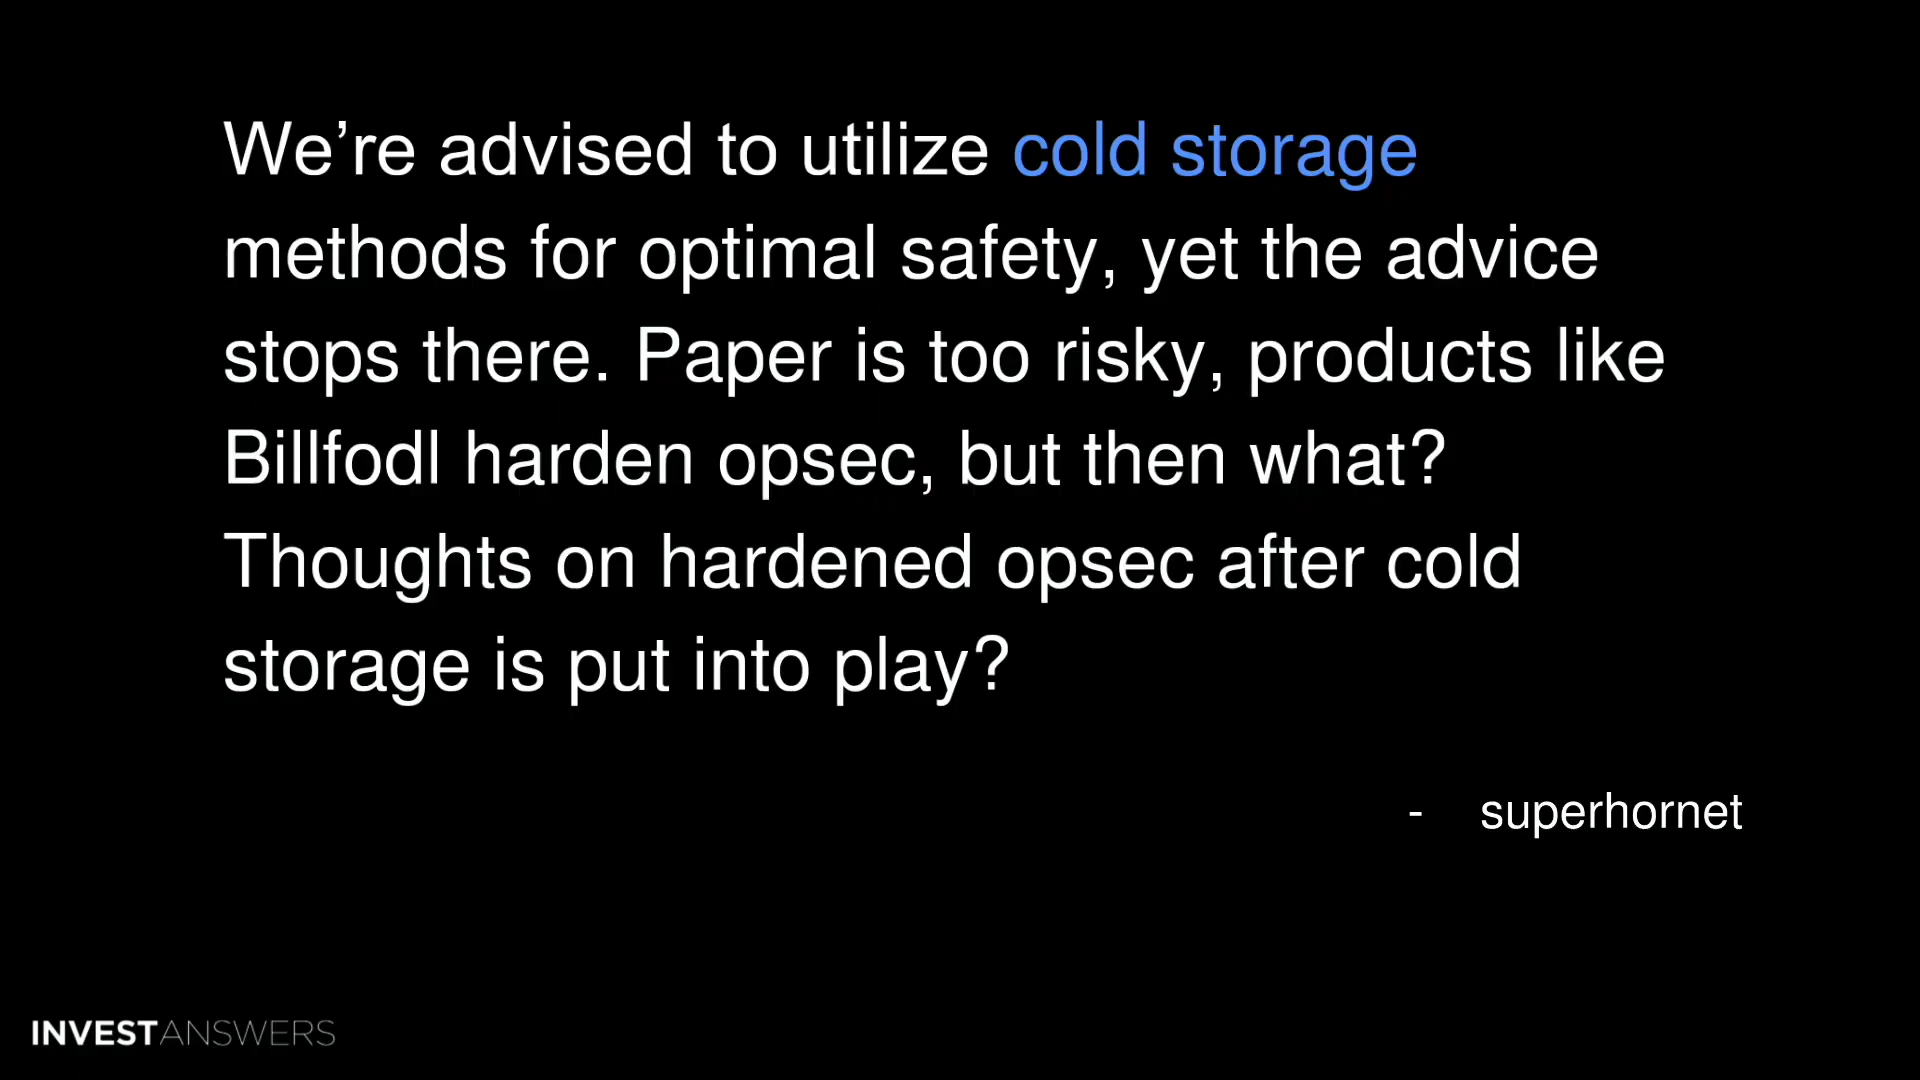 We’re advised to utilize cold storage
methods for optimal safety, yet the advice
stops there. Paper is too risky, products like
Billfodl harden opsec, but then what?
Thoughts on hardened opsec after cold
storage is put into play?
- superhornet
INVESTANSWERS